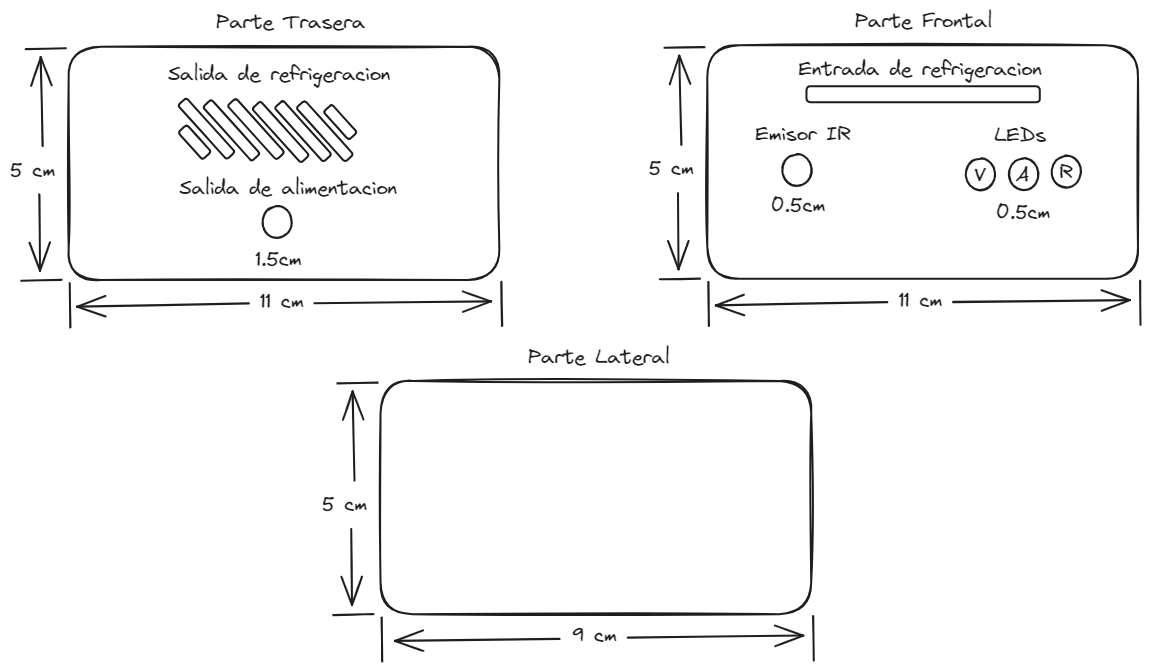 Parte Trasera
Salida de refrigeracion
5 cm
Salida de alimentacion
1.5cm
11 cm
Parte Frontal
Entrada de refrigeracion
Emisor IR
LEDs
5 cm
V A R
0.5cm
0.5cm
11 cm
Parte Lateral
5 cm
9 cm